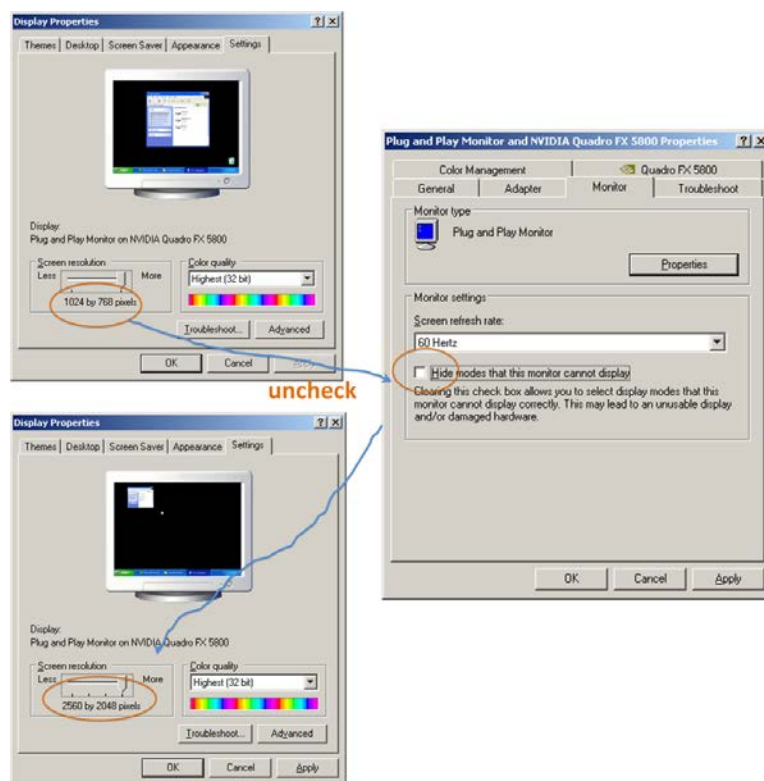 Display Properties
Themes Desktop Screen Saver Appearance Settings
Display:
Plug and Play Monitor on NVIDIA Quadro FX 5800
Screen resolution
Less More
1024 by 768 pixels
Color quality
Highest (32 bit)
Troubleshoot... Advanced
OK Cancel Apply
uncheck
Plug and Play Monitor and NVIDIA Quadro FX 5800 Properties
Color Management Quadro FX 5800
General Adapter Monitor Troubleshoot
Monitor type
Plug and Play Monitor
Properties
Monitor settings
Screen refresh rate:
60 Hertz
Hide modes that this monitor cannot display
Clearing this check box allows you to select display modes that this
monitor cannot display correctly. This may lead to an unusable display
and/or damaged hardware.
OK Cancel Apply
Display Properties
Themes Desktop Screen Saver Appearance Settings
Display:
Plug and Play Monitor on NVIDIA Quadro FX 5800
Screen resolution
Less More
2560 by 2048 pixels
Color quality
Highest (32 bit)
Troubleshoot... Advanced
OK Cancel Apply